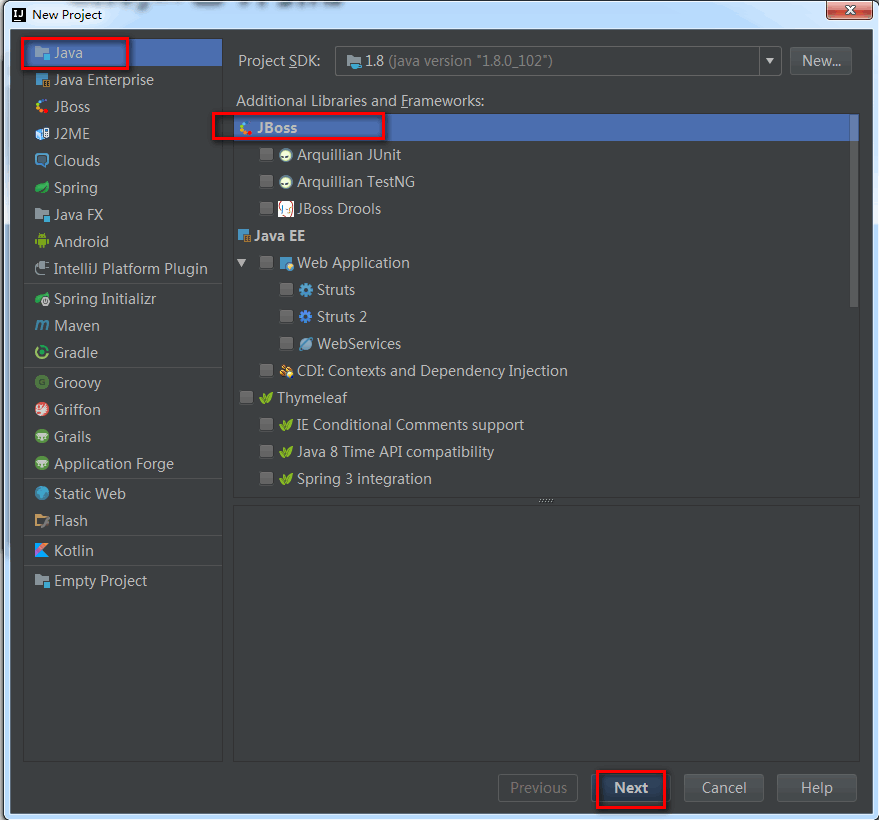 New Project
Java
Java Enterprise
JBoss
J2ME
Clouds
Spring
Java FX
Android
IntelliJ Platform Plugin
Spring Initializr
Maven
Gradle
Groovy
Griffon
Grails
Application Forge
Static Web
Flash
Kotlin
Empty Project
Project SDK: 1.8 (java version "1.8.0_102") New...
Additional Libraries and Frameworks:
JBoss
Arquillian JUnit
Arquillian TestNG
JBoss Drools
Java EE
Web Application
Struts
Struts 2
WebServices
CDI: Contexts and Dependency Injection
Thymeleaf
IE Conditional Comments support
Java 8 Time API compatibility
Spring 3 integration
Previous Next Cancel Help